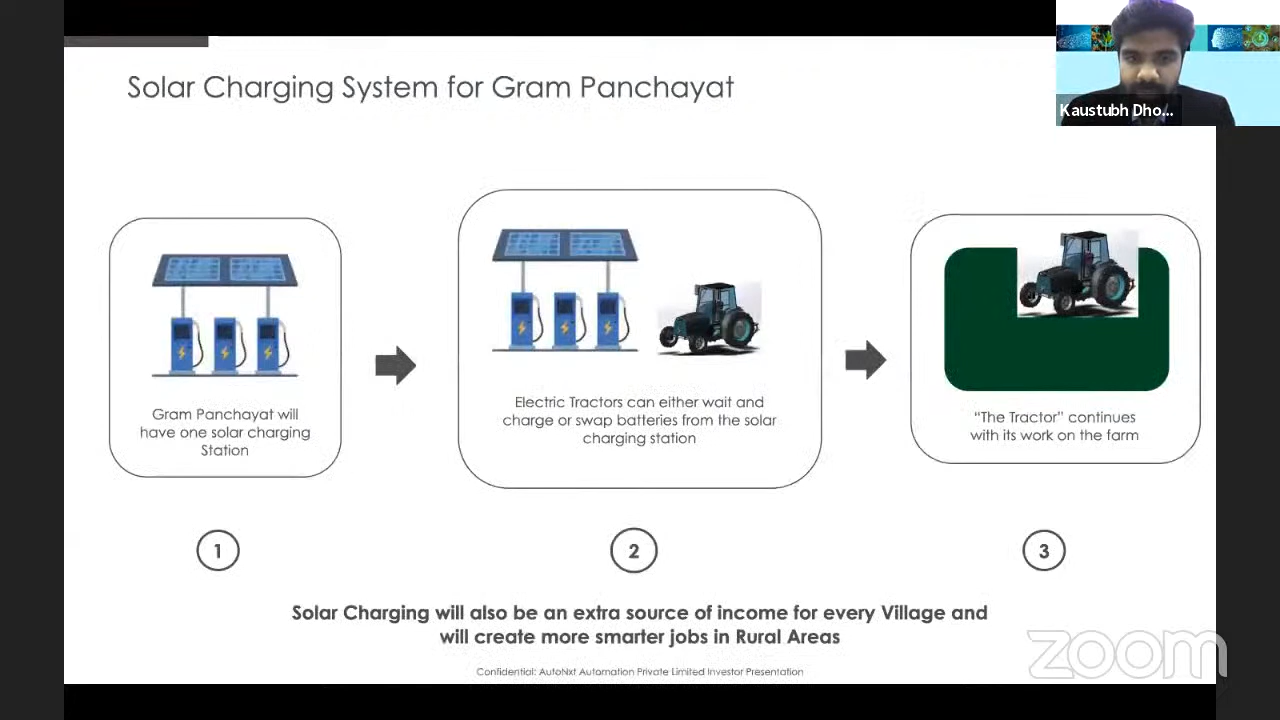 Solar Charging System for Gram Panchayat
Kaustubh Dho...
Gram Panchayat will
have one solar charging
Station
Electric Tractors can either wait and
charge or swap batteries from the solar
charging station
“The Tractor” continues
with its work on the farm
1
2
3
Solar Charging will also be an extra source of income for every Village and
will create more smarter jobs in Rural Areas
Confidential: AutoNxt Automation Private Limited Investor Presentation
zoom